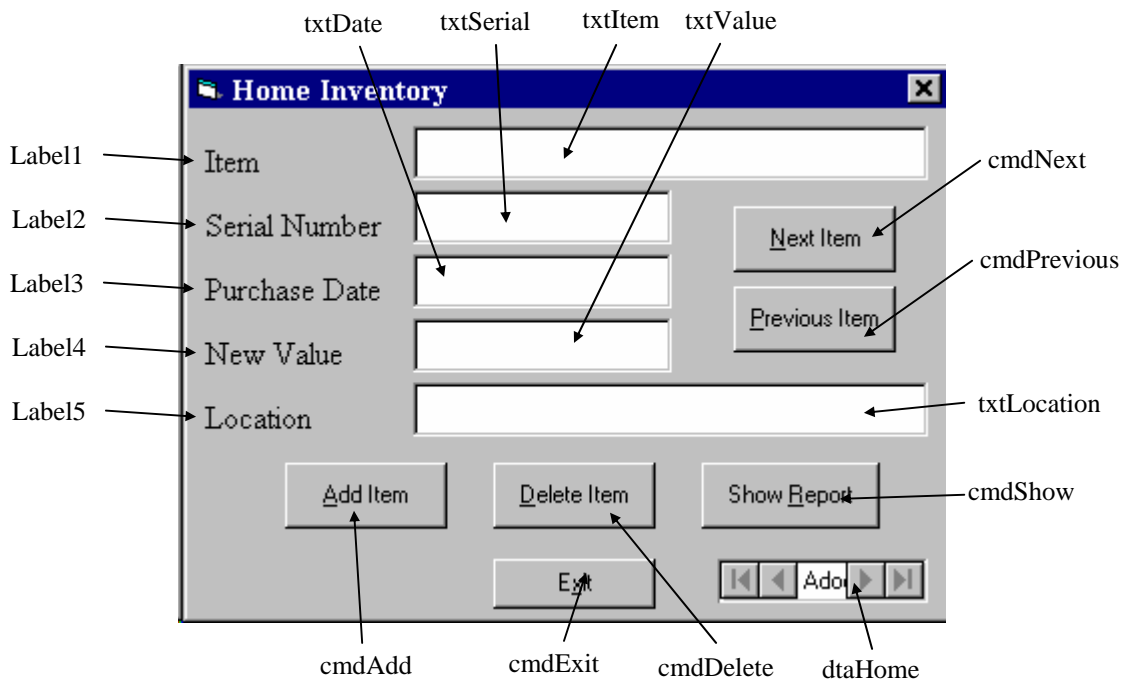 txtDate txtSerial txtItem txtValue
Home Inventory
Label1 Item
cmdNext
Label2 Serial Number
Next Item
cmdPrevious
Label3 Purchase Date
Previous Item
Label4 New Value
Label5 Location
txtLocation
Add Item Delete Item Show Report
cmdShow
Exit Ado
cmdAdd cmdExit cmdDelete dtaHome